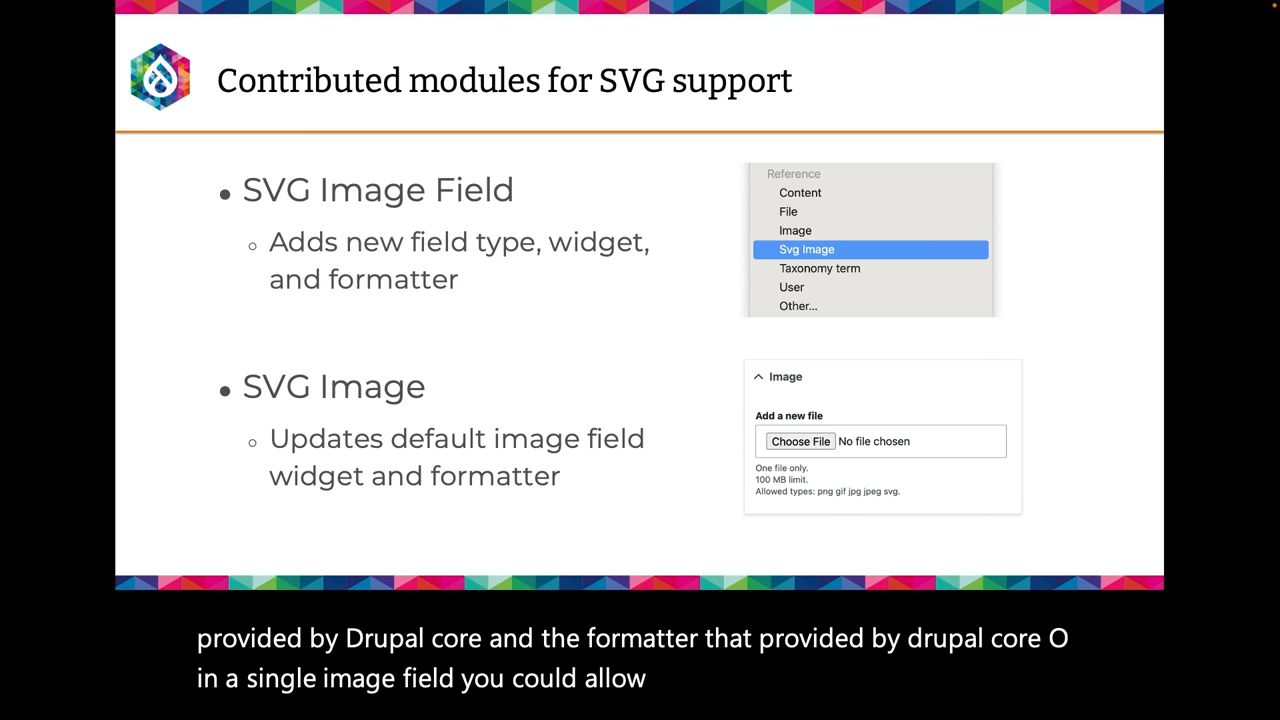 Contributed modules for SVG support
• SVG Image Field
○ Adds new field type, widget,
and formatter
Reference
Content
File
Image
Svg Image
Taxonomy term
User
Other...
• SVG Image
○ Updates default image field
widget and formatter
Image
Add a new file
Choose File No file chosen
One file only.
100 MB limit.
Allowed types: png gif jpg jpeg svg.
provided by Drupal core and the formatter that provided by drupal core O
in a single image field you could allow